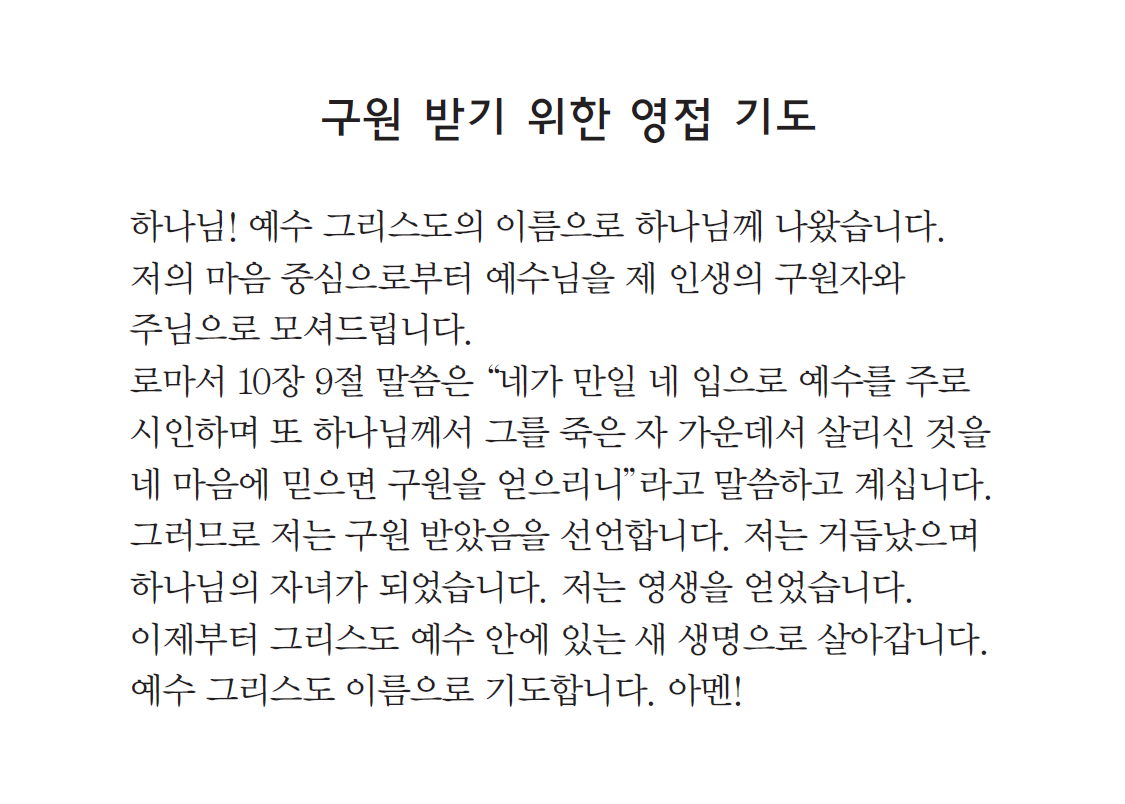 구원 받기 위한 영접 기도
하나님! 예수 그리스도의 이름으로 하나님께 나왔습니다.
저의 마음 중심으로부터 예수님을 제 인생의 구원자와
주님으로 모셔드립니다.
로마서 10장 9절 말씀은 “네가 만일 네 입으로 예수를 주로
시인하며 또 하나님께서 그를 죽은 자 가운데서 살리신 것을
네 마음에 믿으면 구원을 얻으리니”라고 말씀하고 계십니다.
그러므로 저는 구원 받았음을 선언합니다. 저는 거듭났으며
하나님의 자녀가 되었습니다. 저는 영생을 얻었습니다.
이제부터 그리스도 예수 안에 있는 새 생명으로 살아갑니다.
예수 그리스도 이름으로 기도합니다. 아멘!